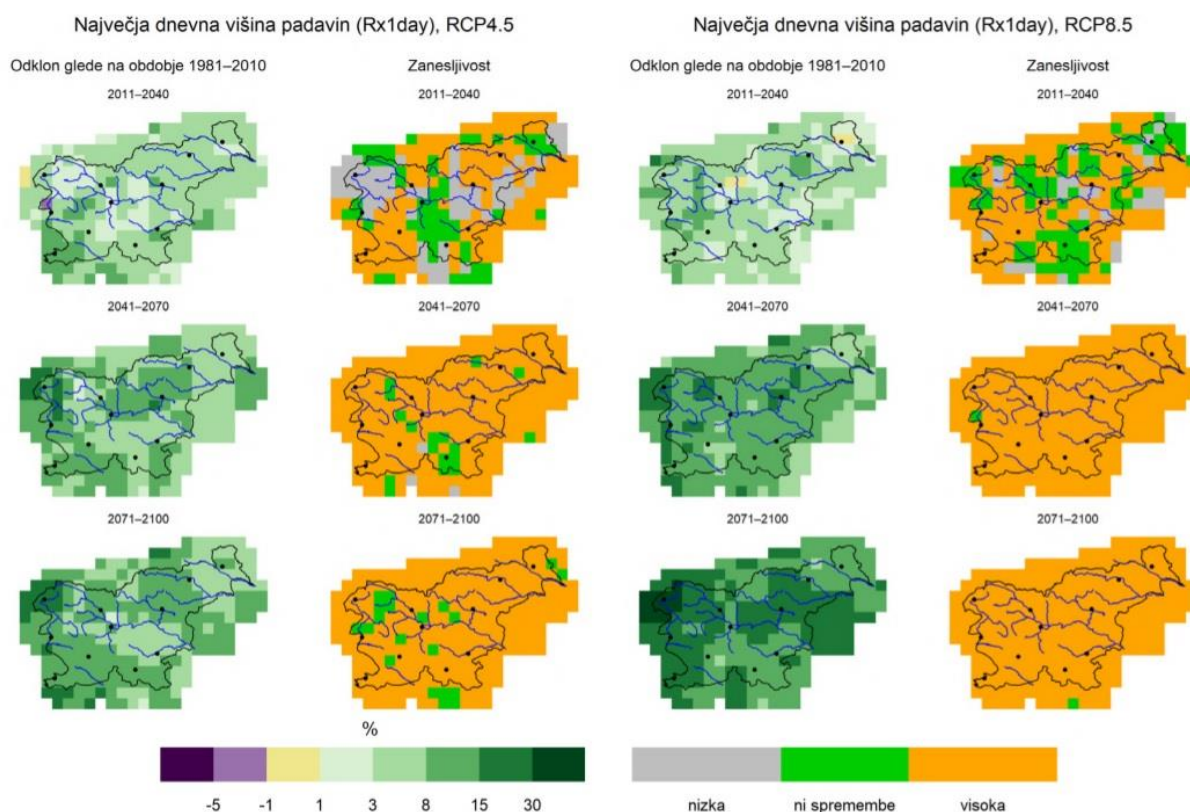 Največja dnevna višina padavin (Rx1day), RCP4.5
Odklon glede na obdobje 1981–2010
Zanesljivost
2011–2040
2011–2040
2041–2070
2041–2070
2071–2100
2071–2100
Največja dnevna višina padavin (Rx1day), RCP8.5
Odklon glede na obdobje 1981–2010
Zanesljivost
2011–2040
2011–2040
2041–2070
2041–2070
2071–2100
2071–2100
%
-5 -1 1 3 8 15 30
nizka ni spremembe visoka